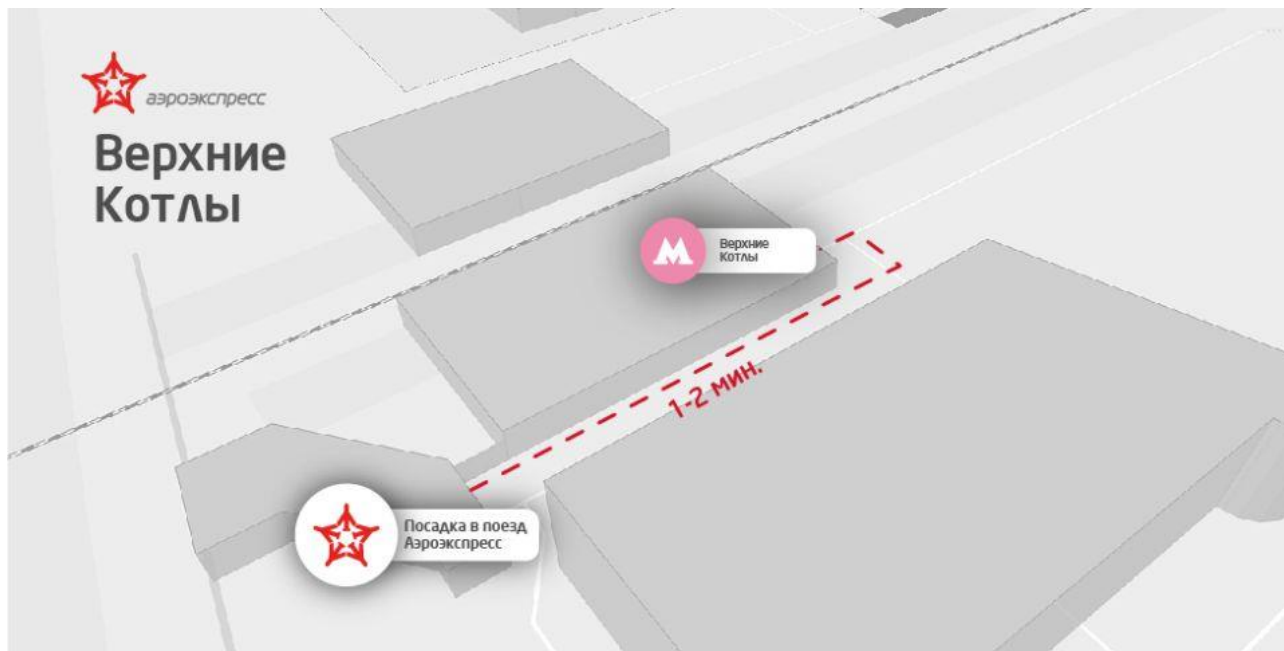 аэроэкспресс
Верхние
Котлы
М
Верхние
Котлы
1-2 мин.
Посадка в поезд
Аэроэкспресс